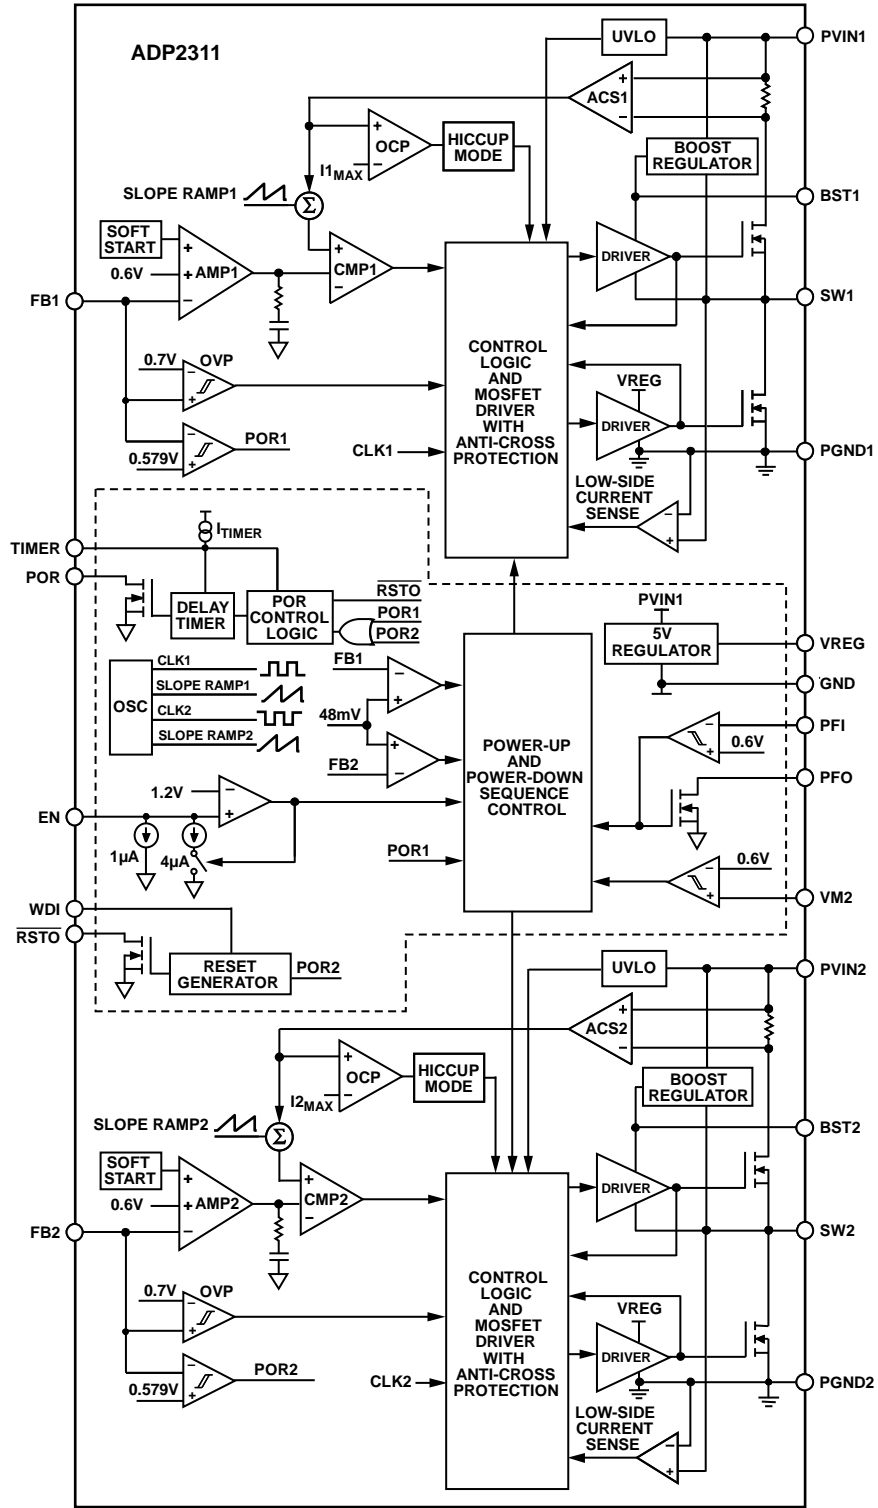 ADP2311
UVLO
PVIN1
+
ACS1
−
+
OCP
−
I1MAX
HICCUP
MODE
BOOST
REGULATOR
SLOPE RAMP1
Σ
BST1
SOFT
START
+
0.6V
+
AMP1
−
+
CMP1
−
DRIVER
FB1
SW1
CONTROL
LOGIC
AND
MOSFET
DRIVER
WITH
ANTI-CROSS
PROTECTION
0.7V
OVP
−
+
VREG
DRIVER
−
0.579V
+
POR1
CLK1
PGND1
LOW-SIDE
CURRENT
SENSE
−
+
ITIMER
TIMER
POR
DELAY
TIMER
POR
CONTROL
LOGIC
RSTO
POR1
POR2
PVIN1
5V
REGULATOR
VREG
GND
OSC
CLK1
SLOPE RAMP1
CLK2
SLOPE RAMP2
FB1
−
+
48mV
+
−
FB2
POWER-UP
AND
POWER-DOWN
SEQUENCE
CONTROL
−
+
0.6V
PFI
PFO
1.2V
−
+
EN
1µA
4µA
POR1
0.6V
−
+
VM2
WDI
RSTO
RESET
GENERATOR
POR2
UVLO
PVIN2
+
ACS2
−
+
OCP
−
I2MAX
HICCUP
MODE
BOOST
REGULATOR
SLOPE RAMP2
Σ
BST2
SOFT
START
+
0.6V
+
AMP2
−
+
CMP2
−
DRIVER
FB2
SW2
CONTROL
LOGIC
AND
MOSFET
DRIVER
WITH
ANTI-CROSS
PROTECTION
0.7V
OVP
−
+
VREG
DRIVER
−
0.579V
+
POR2
CLK2
PGND2
LOW-SIDE
CURRENT
SENSE
−
+